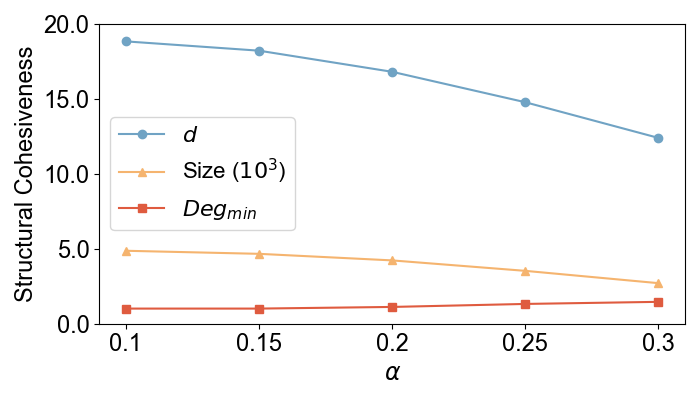 Structural Cohesiveness
20.0
15.0
10.0
5.0
0.0
d
Size (10³)
Deg_min
0.1 0.15 0.2 0.25 0.3
α